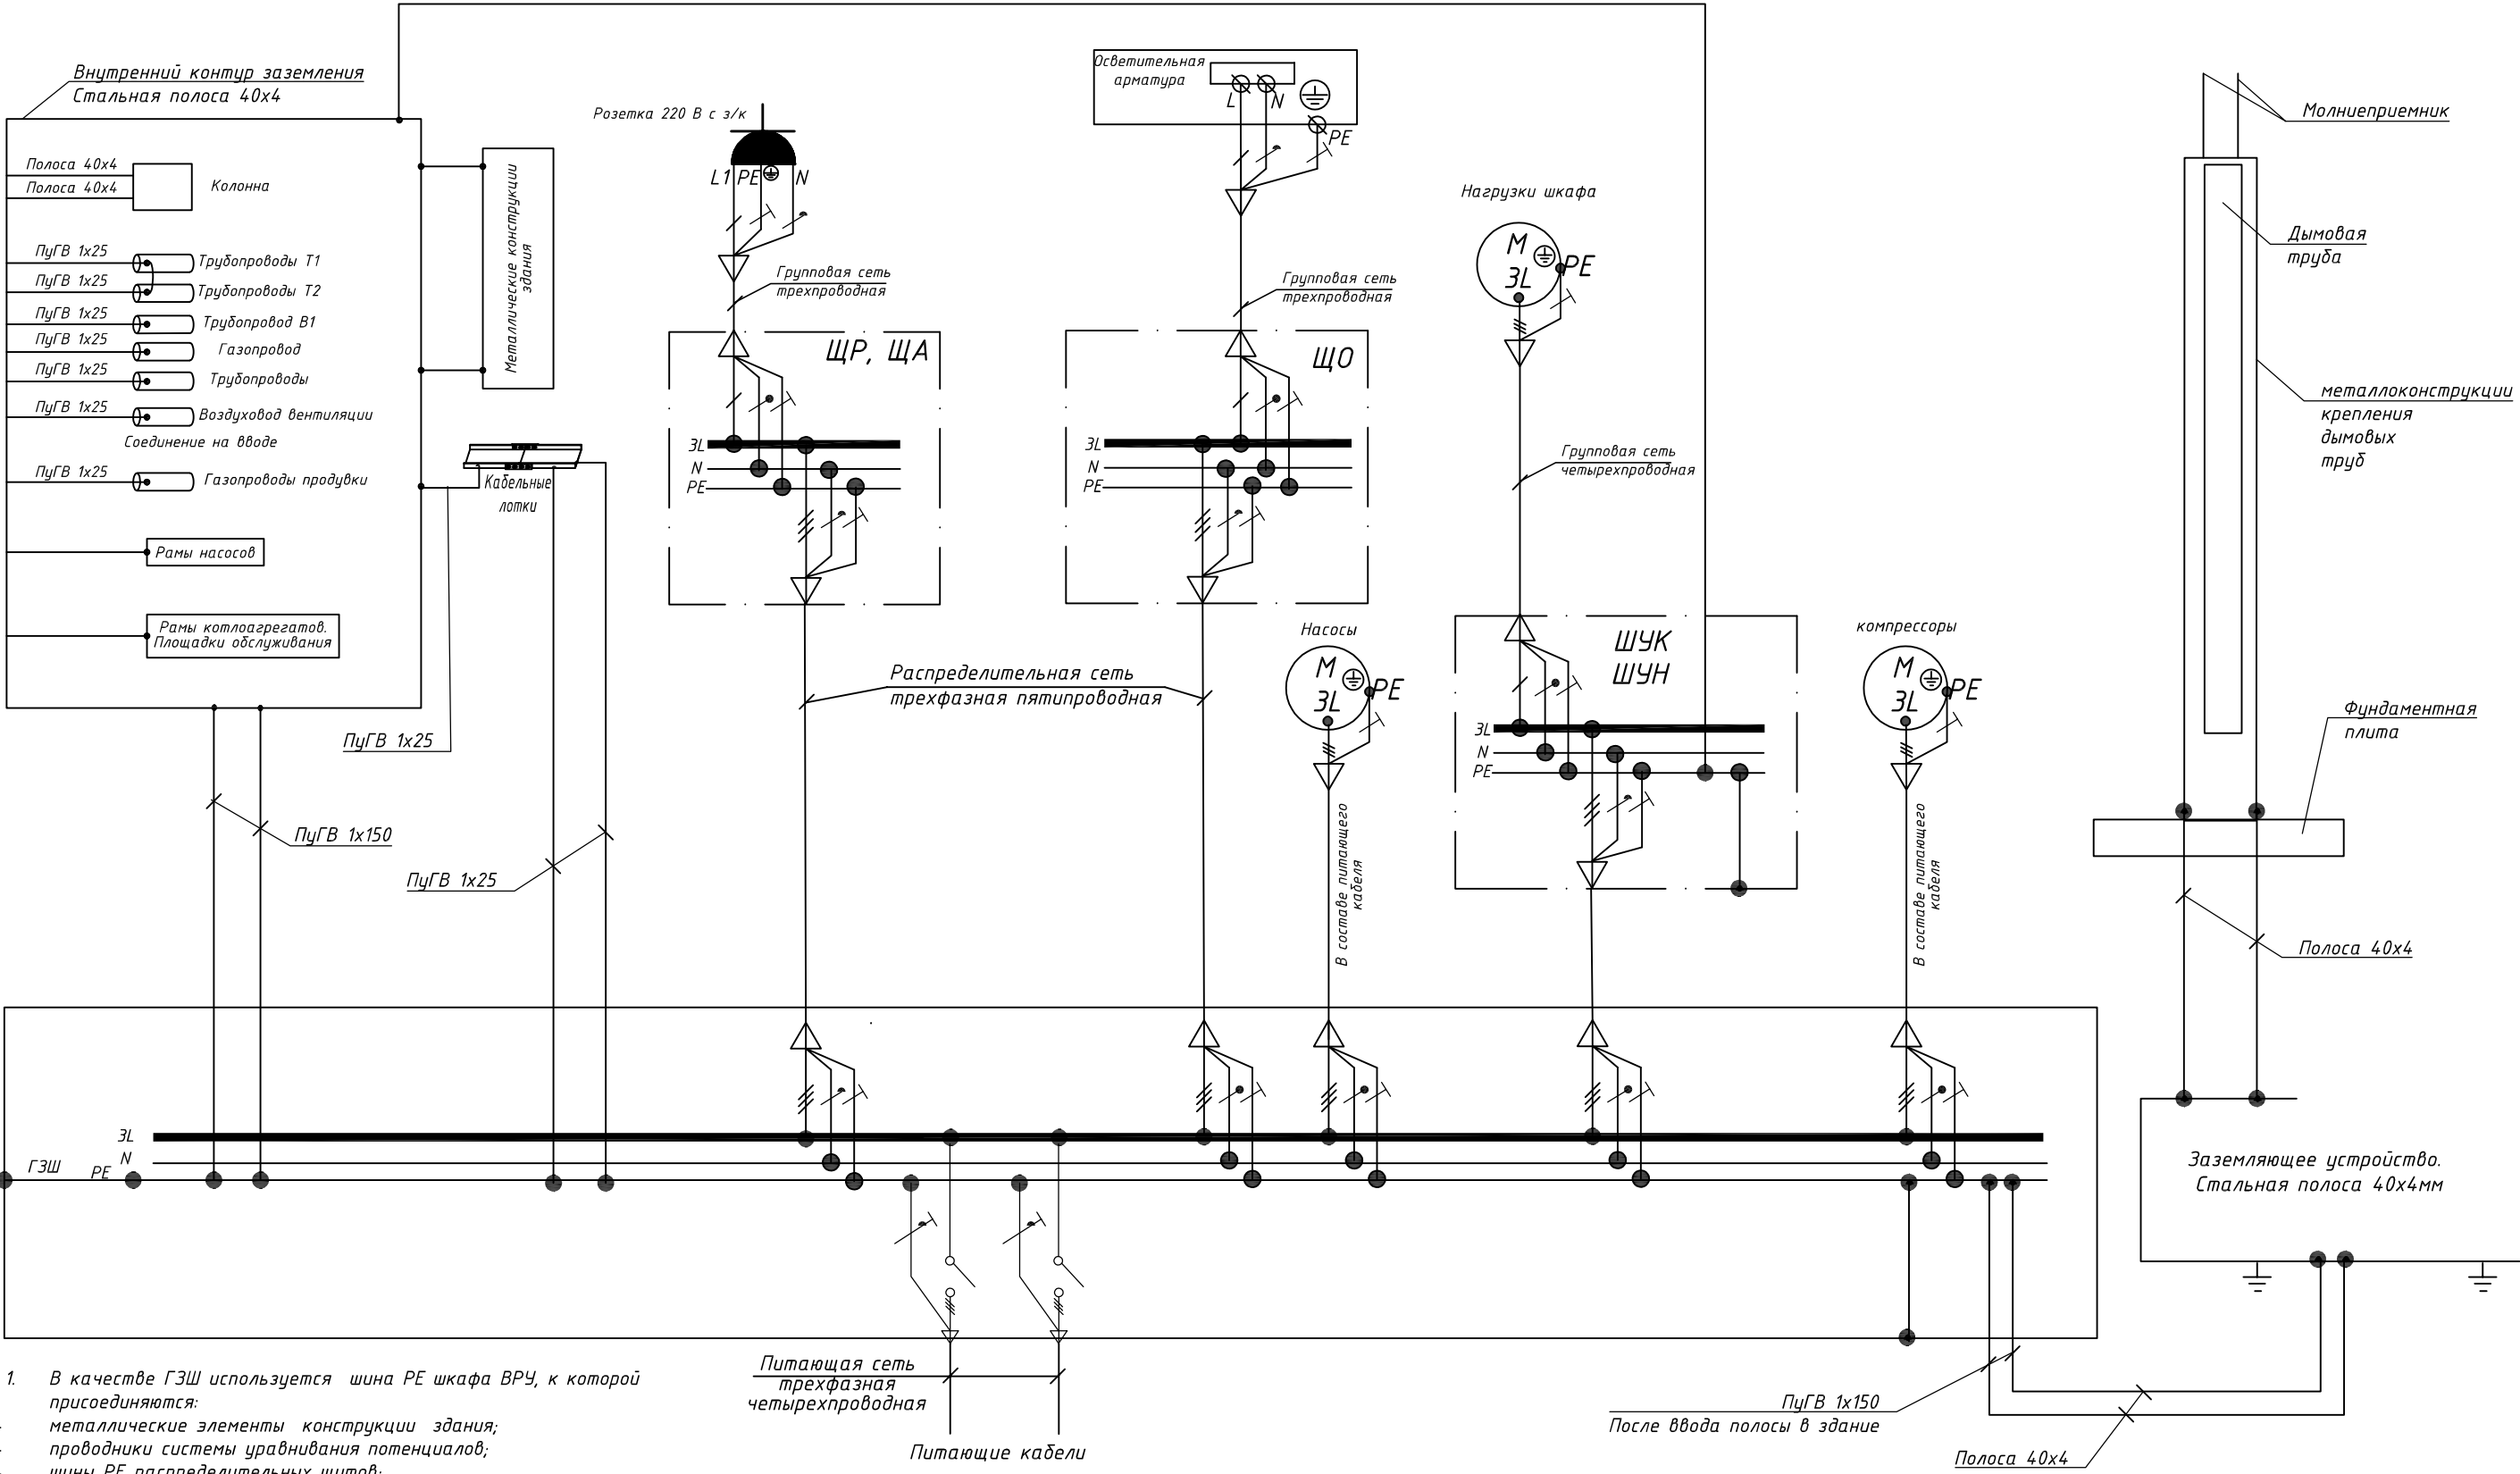 Внутренний контур заземления
Стальная полоса 40х4
Полоса 40х4
Полоса 40х4
Колонна
ПуГВ 1х25
Трубопроводы Т1
ПуГВ 1х25
Трубопроводы Т2
ПуГВ 1х25
Трубопровод В1
ПуГВ 1х25
Газопровод
ПуГВ 1х25
Трубопроводы
ПуГВ 1х25
Воздуховод вентиляции
Соединение на вводе
ПуГВ 1х25
Газопроводы продувки
Рамы насосов
Рамы котлоагрегатов.
Площадки обслуживания
Металлические конструкции
здания
Кабельные
лотки
ПуГВ 1х25
ПуГВ 1х150
ПуГВ 1х25
Розетка 220 В с з/к
L1 PE N
Групповая сеть
трехпроводная
ЩР, ЩА
3L
N
PE
Осветительная
арматура
L N
PE
Групповая сеть
трехпроводная
ЩО
3L
N
PE
Распределительная сеть
трехфазная пятипроводная
Нагрузки шкафа
M
3L
PE
Групповая сеть
четырехпроводная
Насосы
M
3L
PE
В составе питающего
кабеля
ШУК
ШУН
3L
N
PE
компрессоры
M
3L
PE
В составе питающего
кабеля
Молниеприемник
Дымовая
труба
металлоконструкции
крепления
дымовых
труб
Фундаментная
плита
Полоса 40х4
Заземляющее устройство.
Стальная полоса 40х4мм
3L
N
ГЗШ PE
Питающая сеть
трехфазная
четырехпроводная
Питающие кабели
ПуГВ 1х150
После ввода полосы в здание
Полоса 40х4
1. В качестве ГЗШ используется шина РЕ шкафа ВРУ, к которой
присоединяются:
- металлические элементы конструкции здания;
- проводники системы уравнивания потенциалов;
- шины РЕ распределительных щитов;